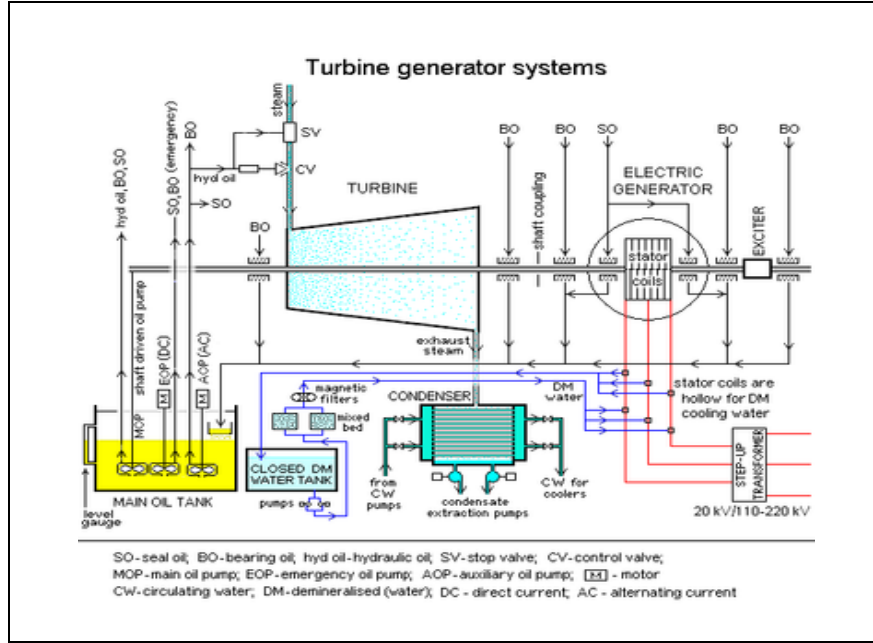 Turbine generator systems
steam
SV
CV
hyd oil
BO
SO
SO,BO (emergency)
hyd oil, BO, SO
BO
BO
BO
SO
BO
BO
TURBINE
shaft coupling
ELECTRIC
GENERATOR
EXCITER
stator
coils
shaft driven oil pump
MOP
EOP (DC)
AOP (AC)
M
M
exhaust
steam
magnetic
filters
mixed
bed
CONDENSER
DM
water
stator coils are
hollow for DM
cooling water
CLOSED DM
WATER TANK
pumps
from
CW
pumps
condensate
extraction pumps
CW for
coolers
STEP-UP
TRANSFORMER
20 kV/110-220 kV
MAIN OIL TANK
level
gauge
SO-seal oil; BO-bearing oil; hyd oil-hydraulic oil; SV-stop valve; CV-control valve;
MOP-main oil pump; EOP-emergency oil pump; AOP-auxiliary oil pump; M - motor
CW-circulating water; DM-demineralised (water); DC - direct current; AC - alternating current